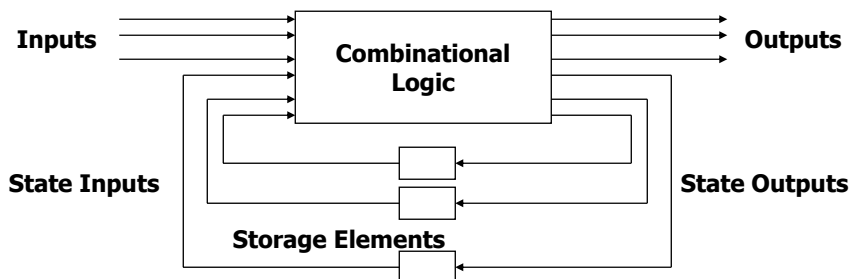 Inputs
Combinational
Logic
Outputs
State Inputs
State Outputs
Storage Elements